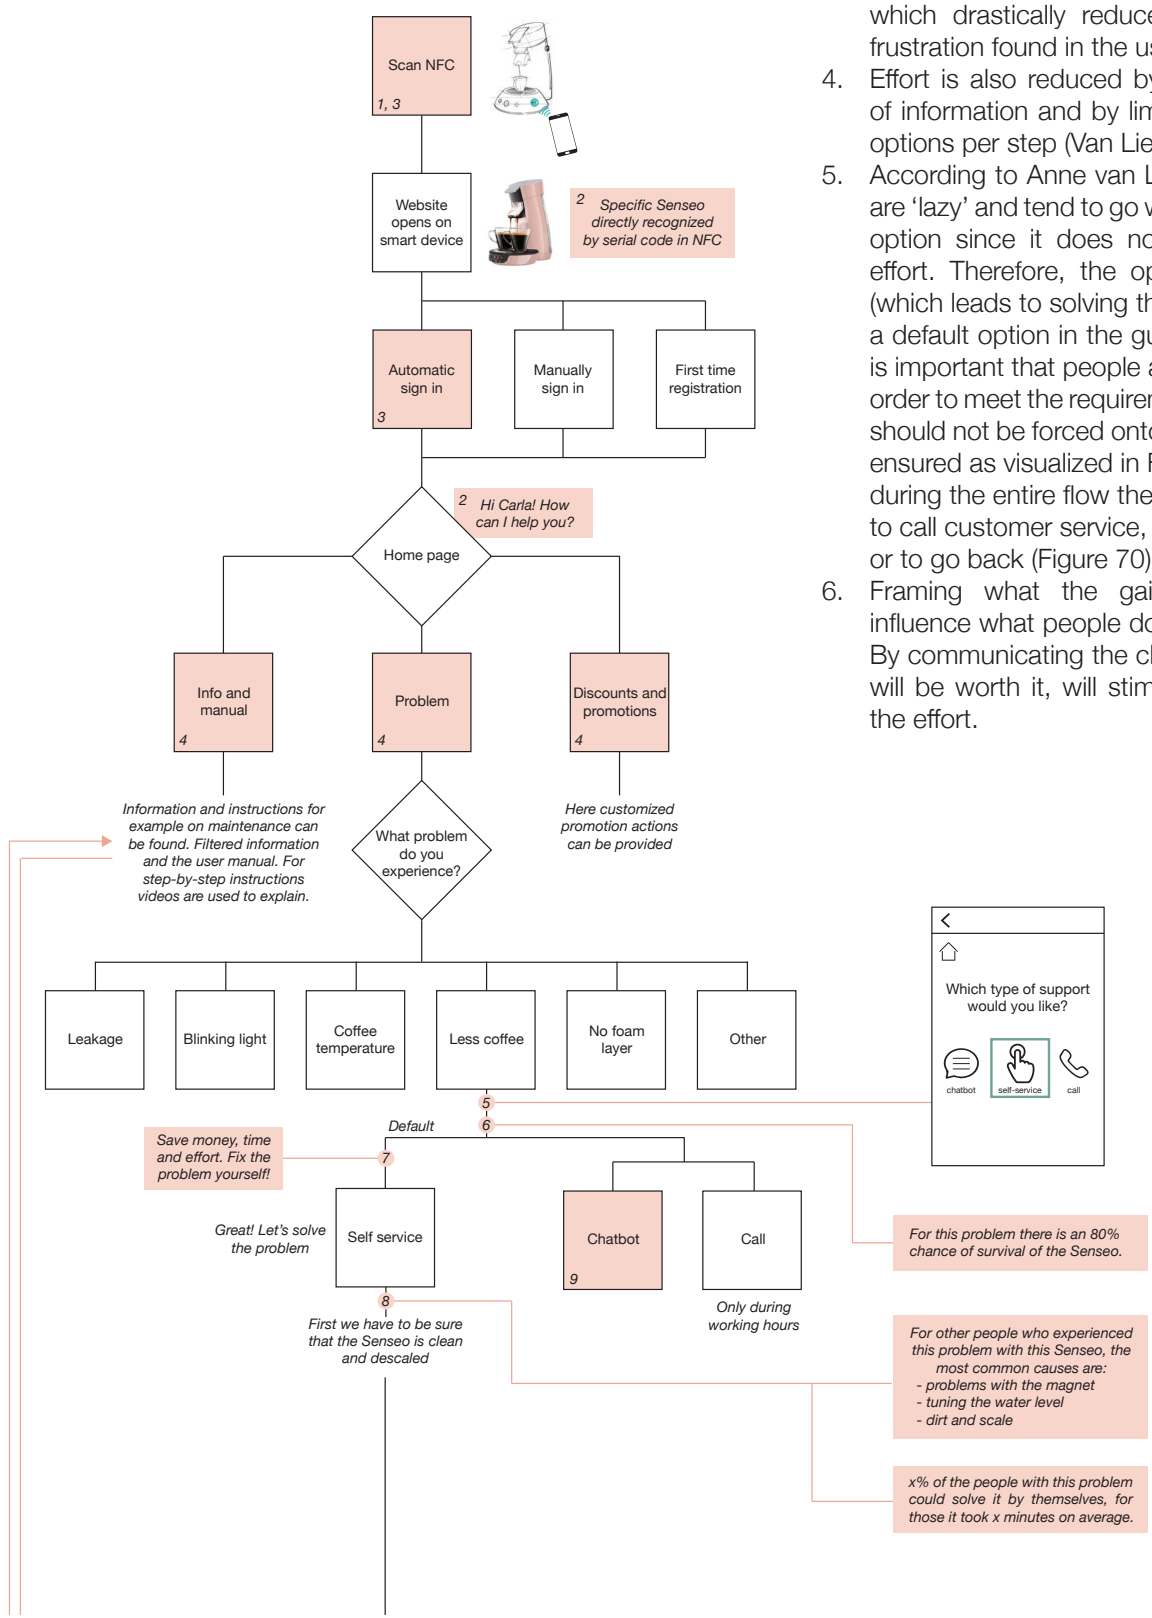 Scan NFC
1, 3
Website
opens on
smart device
2 Specific Senseo
directly recognized
by serial code in NFC
Automatic
sign in
3
Manually
sign in
First time
registration
2 Hi Carla! How
can I help you?
Home page
Info and
manual
4
Problem
4
Discounts and
promotions
4
Information and instructions for
example on maintenance can
be found. Filtered information
and the user manual. For
step-by-step instructions
videos are used to explain.
What problem
do you
experience?
Here customized
promotion actions
can be provided
Leakage
Blinking light
Coffee
temperature
Less coffee
No foam
layer
Other
5
6
Default
Save money, time
and effort. Fix the
problem yourself!
7
Great! Let's solve
the problem
Self service
Chatbot
9
Call
Only during
working hours
8
First we have to be sure
that the Senseo is clean
and descaled
which drastically reduce
frustration found in the us
4. Effort is also reduced by
of information and by lim
options per step (Van Lie
5. According to Anne van L
are ‘lazy’ and tend to go w
option since it does no
effort. Therefore, the op
(which leads to solving th
a default option in the gu
is important that people a
order to meet the requirem
should not be forced onto
ensured as visualized in F
during the entire flow the
to call customer service,
or to go back (Figure 70)
6. Framing what the gai
influence what people do
By communicating the cl
will be worth it, will stim
the effort.
Which type of support
would you like?
chatbot
self-service
call
For this problem there is an 80%
chance of survival of the Senseo.
For other people who experienced
this problem with this Senseo, the
most common causes are:
- problems with the magnet
- tuning the water level
- dirt and scale
x% of the people with this problem
could solve it by themselves, for
those it took x minutes on average.